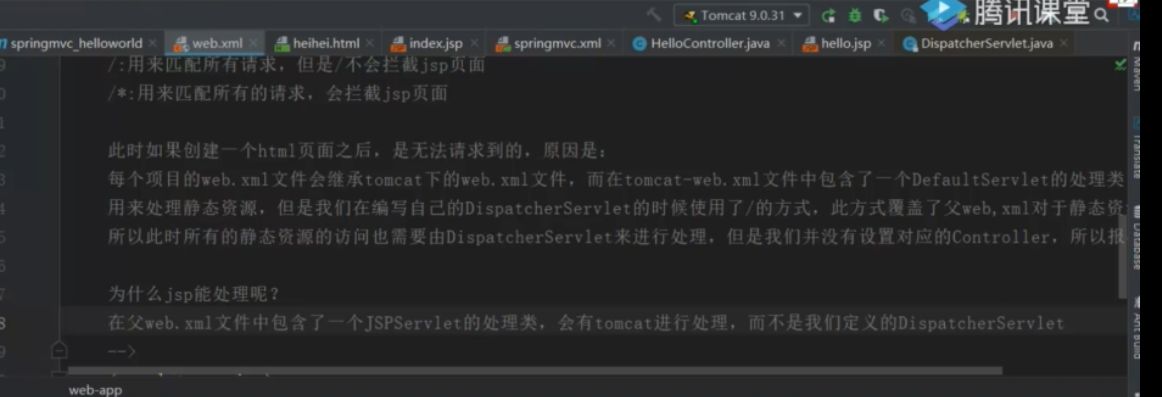 Tomcat 9.0.31
腾讯课堂
springmvc_helloworld
web.xml
heihei.html
index.jsp
springmvc.xml
HelloController.java
hello.jsp
DispatcherServlet.java
/:用来匹配所有请求，但是/不会拦截jsp页面
/*:用来匹配所有的请求，会拦截jsp页面
此时如果创建一个html页面之后，是无法请求到的，原因是：
每个项目的web.xml文件会继承tomcat下的web.xml文件，而在tomcat-web.xml文件中包含了一个DefaultServlet的处理类
用来处理静态资源，但是我们在编写自己的DispatcherServlet的时候使用了/的方式，此方式覆盖了父web,xml对于静态资
所以此时所有的静态资源的访问也需要由DispatcherServlet来进行处理，但是我们并没有设置对应的Controller，所以报
为什么jsp能处理呢？
在父web.xml文件中包含了一个JSPServlet的处理类，会有tomcat进行处理，而不是我们定义的DispatcherServlet
-->
web-app
Translate
Database
Ant Build